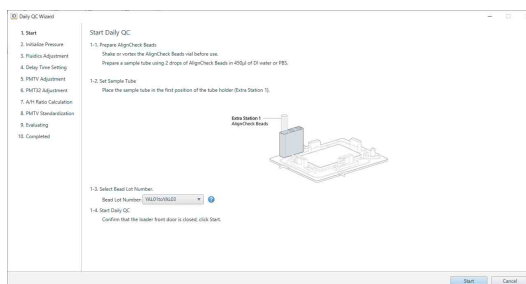 Daily QC Wizard
1. Start
2. Initialize Pressure
3. Fluidics Adjustment
4. Delay Time Setting
5. PMTV Adjustment
6. PMT32 Adjustment
7. A/H Ratio Calculation
8. PMTV Standardization
9. Evaluating
10. Completed
Start Daily QC
1-1. Prepare AlignCheck Beads
Shake or vortex the AlignCheck Beads vial before use.
Prepare a sample tube using 2 drops of AlignCheck Beads in 450μl of DI water or PBS.
1-2. Set Sample Tube
Place the sample tube in the first position of the tube holder (Extra Station 1).
Extra Station 1
AlignCheck Beads
1-3. Select Bead Lot Number.
Bead Lot Number: YAL01toYAL03
1-4. Start Daily QC
Confirm that the loader front door is closed, click Start.
Start
Cancel